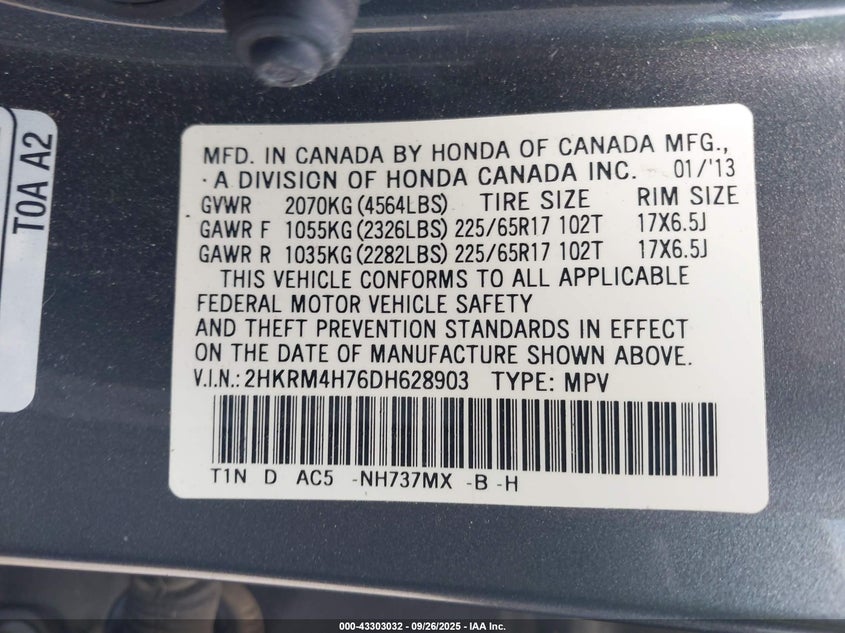 T0A A2
MFD. IN CANADA BY HONDA OF CANADA MFG.,
A DIVISION OF HONDA CANADA INC. 01/'13
GVWR 2070KG (4564LBS) TIRE SIZE RIM SIZE
GAWR F 1055KG (2326LBS) 225/65R17 102T 17X6.5J
GAWR R 1035KG (2282LBS) 225/65R17 102T 17X6.5J
THIS VEHICLE CONFORMS TO ALL APPLICABLE
FEDERAL MOTOR VEHICLE SAFETY
AND THEFT PREVENTION STANDARDS IN EFFECT
ON THE DATE OF MANUFACTURE SHOWN ABOVE.
V.I.N.: 2HKRM4H76DH628903 TYPE: MPV
T1N D AC5 -NH737MX -B -H
000-43303032 - 09/26/2025 - IAA Inc.